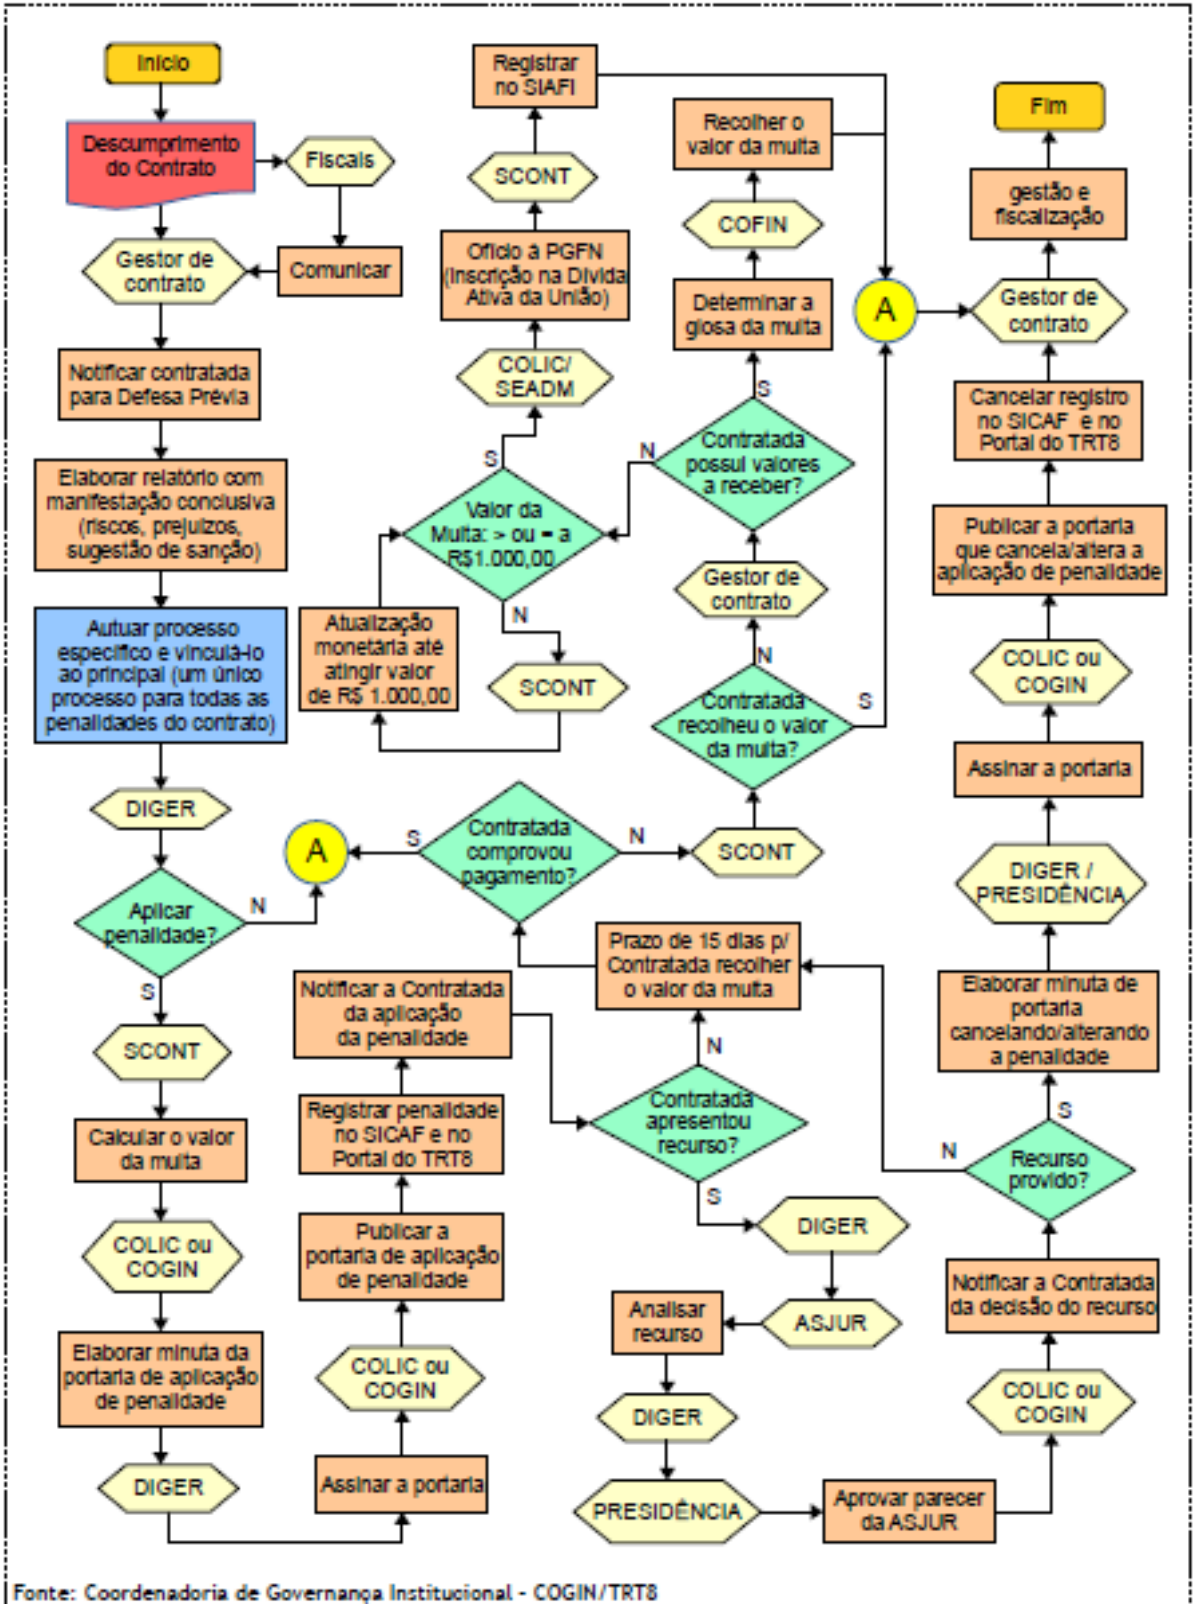 Início
Descumprimento
do Contrato
Fiscais
Comunicar
Gestor de
contrato
Notificar contratada
para Defesa Prévia
Elaborar relatório com
manifestação conclusiva
(riscos, prejuízos,
sugestão de sanção)
Autuar processo
específico e vinculá-lo
ao principal (um único
processo para todas as
penalidades do contrato)
DIGER
Aplicar
penalidade?
N
A
S
SCONT
Calcular o valor
da multa
COLIC ou
COGIN
Elaborar minuta da
portaria de aplicação
de penalidade
DIGER
Assinar a portaria
COLIC ou
COGIN
Publicar a
portaria de aplicação
de penalidade
Registrar penalidade
no SICAF e no
Portal do TRT8
Notificar a Contratada
da aplicação
da penalidade
Contratada
apresentou
recurso?
N
S
Prazo de 15 dias p/
Contratada recolher
o valor da multa
Contratada
comprovou
pagamento?
S
N
SCONT
Contratada
recolheu o valor
da multa?
N
S
Gestor de
contrato
Contratada
possui valores
a receber?
N
S
Determinar a
glosa da multa
COFIN
Recolher o
valor da multa
Valor da
Multa: > ou = a
R$1.000,00
S
N
SCONT
Atualização
monetária até
atingir valor
de R$ 1.000,00
COLIC/
SEADM
Ofício à PGFN
(Inscrição na Dívida
Ativa da União)
SCONT
Registrar
no SIAFI
DIGER
ASJUR
Analisar
recurso
DIGER
PRESIDÊNCIA
Aprovar parecer
da ASJUR
COLIC ou
COGIN
Notificar a Contratada
da decisão do recurso
Recurso
provido?
N
S
Elaborar minuta de
portaria
cancelando/alterando
a penalidade
DIGER /
PRESIDÊNCIA
Assinar a portaria
COLIC ou
COGIN
Publicar a portaria
que cancela/altera a
aplicação de penalidade
Cancelar registro
no SICAF e no
Portal do TRT8
A
Gestor de
contrato
gestão e
fiscalização
Fim
Fonte: Coordenadoria de Governança Institucional - COGIN/TRT8